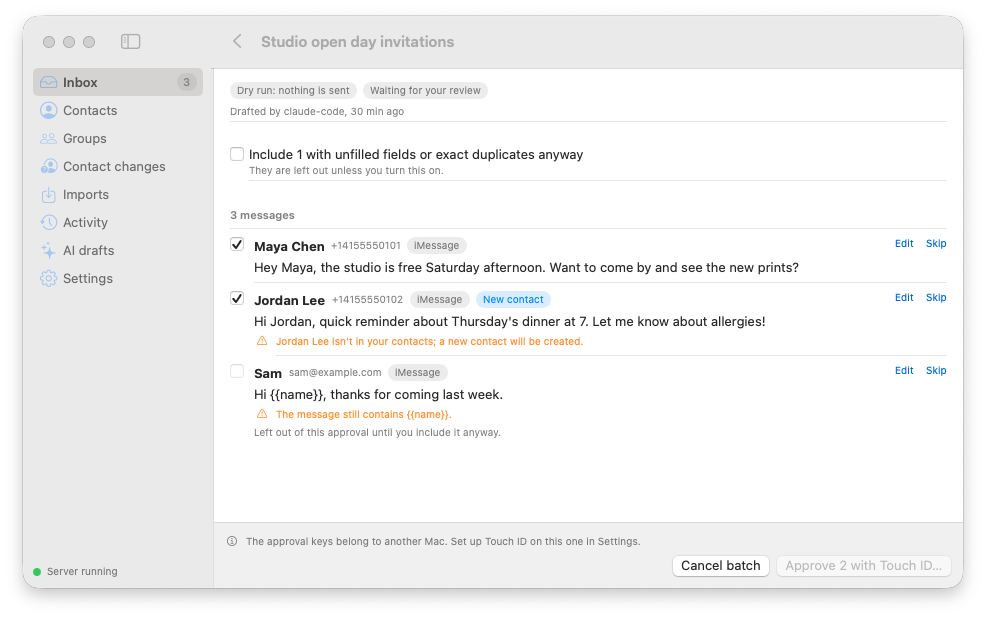 Studio open day invitations
Inbox 3
Contacts
Groups
Contact changes
Imports
Activity
AI drafts
Settings
Server running
Dry run: nothing is sent Waiting for your review
Drafted by claude-code, 30 min ago
Include 1 with unfilled fields or exact duplicates anyway
They are left out unless you turn this on.
3 messages
Maya Chen +14155550101 iMessage Edit Skip
Hey Maya, the studio is free Saturday afternoon. Want to come by and see the new prints?
Jordan Lee +14155550102 iMessage New contact Edit Skip
Hi Jordan, quick reminder about Thursday's dinner at 7. Let me know about allergies!
Jordan Lee isn't in your contacts; a new contact will be created.
Sam sam@example.com iMessage Edit Skip
Hi {{name}}, thanks for coming last week.
The message still contains {{name}}.
Left out of this approval until you include it anyway.
The approval keys belong to another Mac. Set up Touch ID on this one in Settings.
Cancel batch Approve 2 with Touch ID...